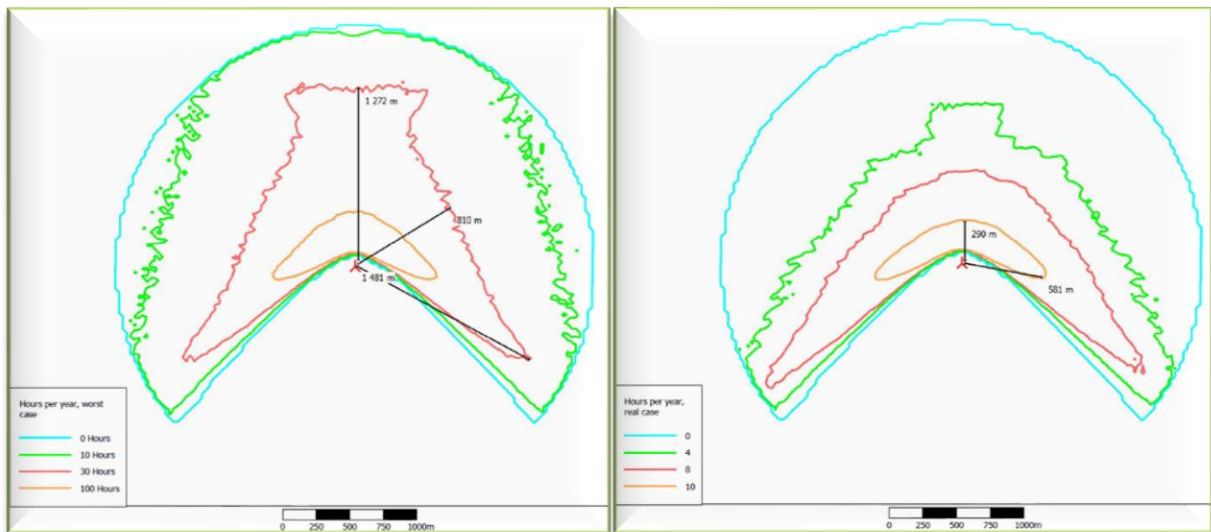 1 272 m
810 m
1 481 m
Hours per year, worst
case
0 Hours
10 Hours
30 Hours
100 Hours
0 250 500 750 1000m
290 m
581 m
Hours per year,
real case
0
4
8
10
0 250 500 750 1000m